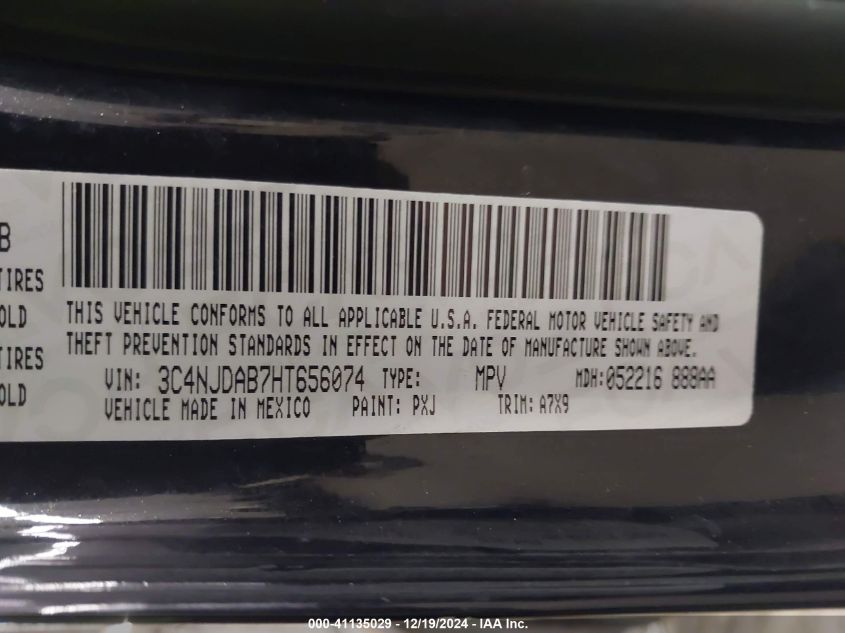 B
TIRES
OLD
TIRES
OLD
THIS VEHICLE CONFORMS TO ALL APPLICABLE U.S.A. FEDERAL MOTOR VEHICLE SAFETY AND
THEFT PREVENTION STANDARDS IN EFFECT ON THE DATE OF MANUFACTURE SHOWN ABOVE.
VIN: 3C4NJDAB7HT656074 TYPE: MPV MDH:052216 888AA
VEHICLE MADE IN MEXICO PAINT: PXJ TRIM: A7X9
000-41135029 - 12/19/2024 - IAA Inc.